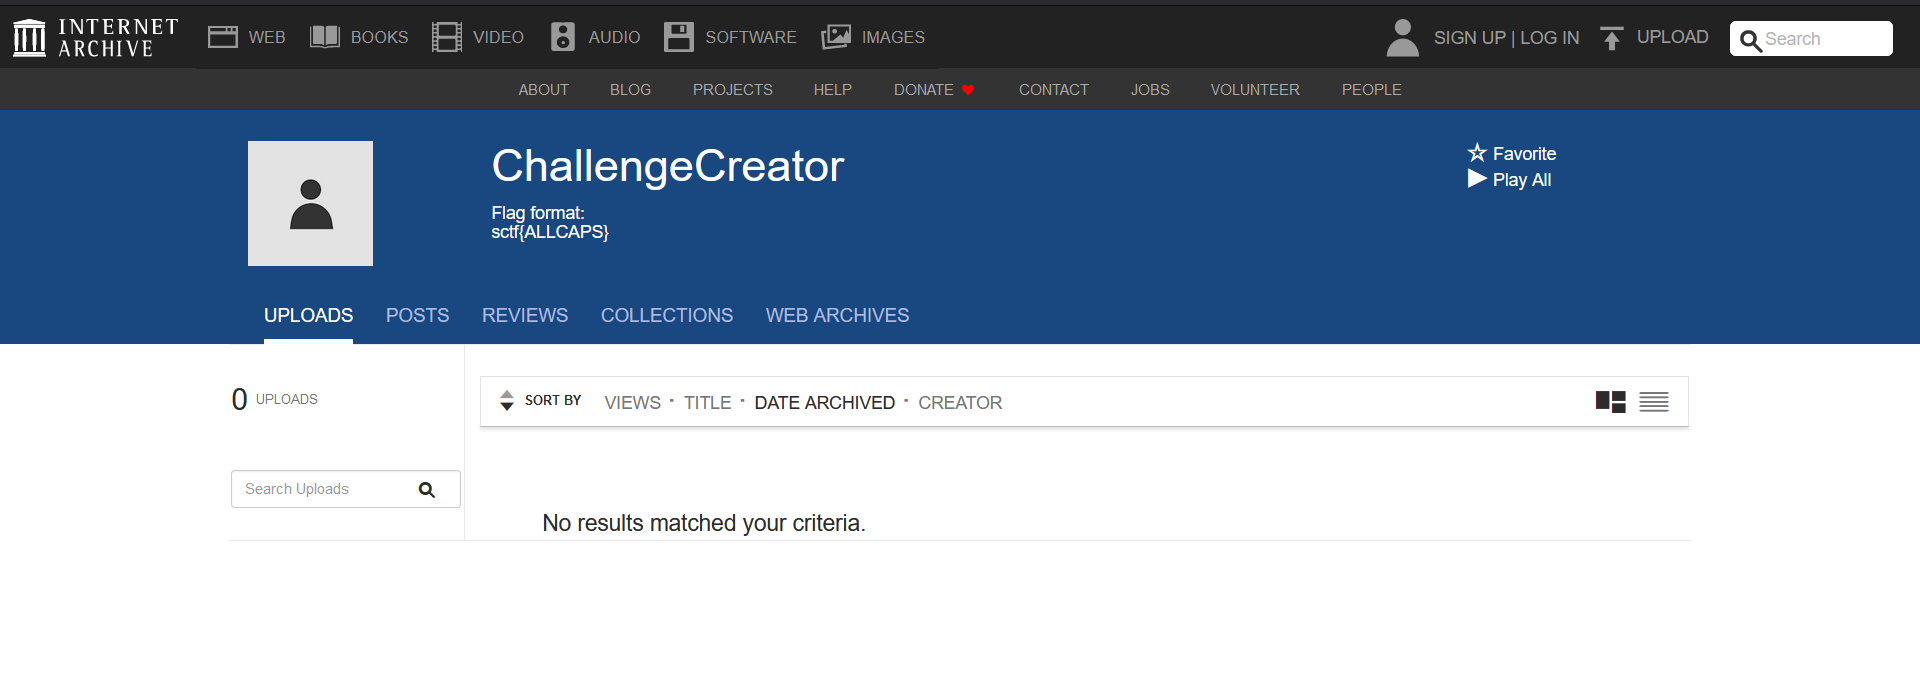 INTERNET ARCHIVE
WEB BOOKS VIDEO AUDIO SOFTWARE IMAGES
SIGN UP | LOG IN UPLOAD Search
ABOUT BLOG PROJECTS HELP DONATE CONTACT JOBS VOLUNTEER PEOPLE
ChallengeCreator
Flag format:
sctf{ALLCAPS}
Favorite
Play All
UPLOADS POSTS REVIEWS COLLECTIONS WEB ARCHIVES
0 UPLOADS
Search Uploads
SORT BY VIEWS · TITLE · DATE ARCHIVED · CREATOR
No results matched your criteria.